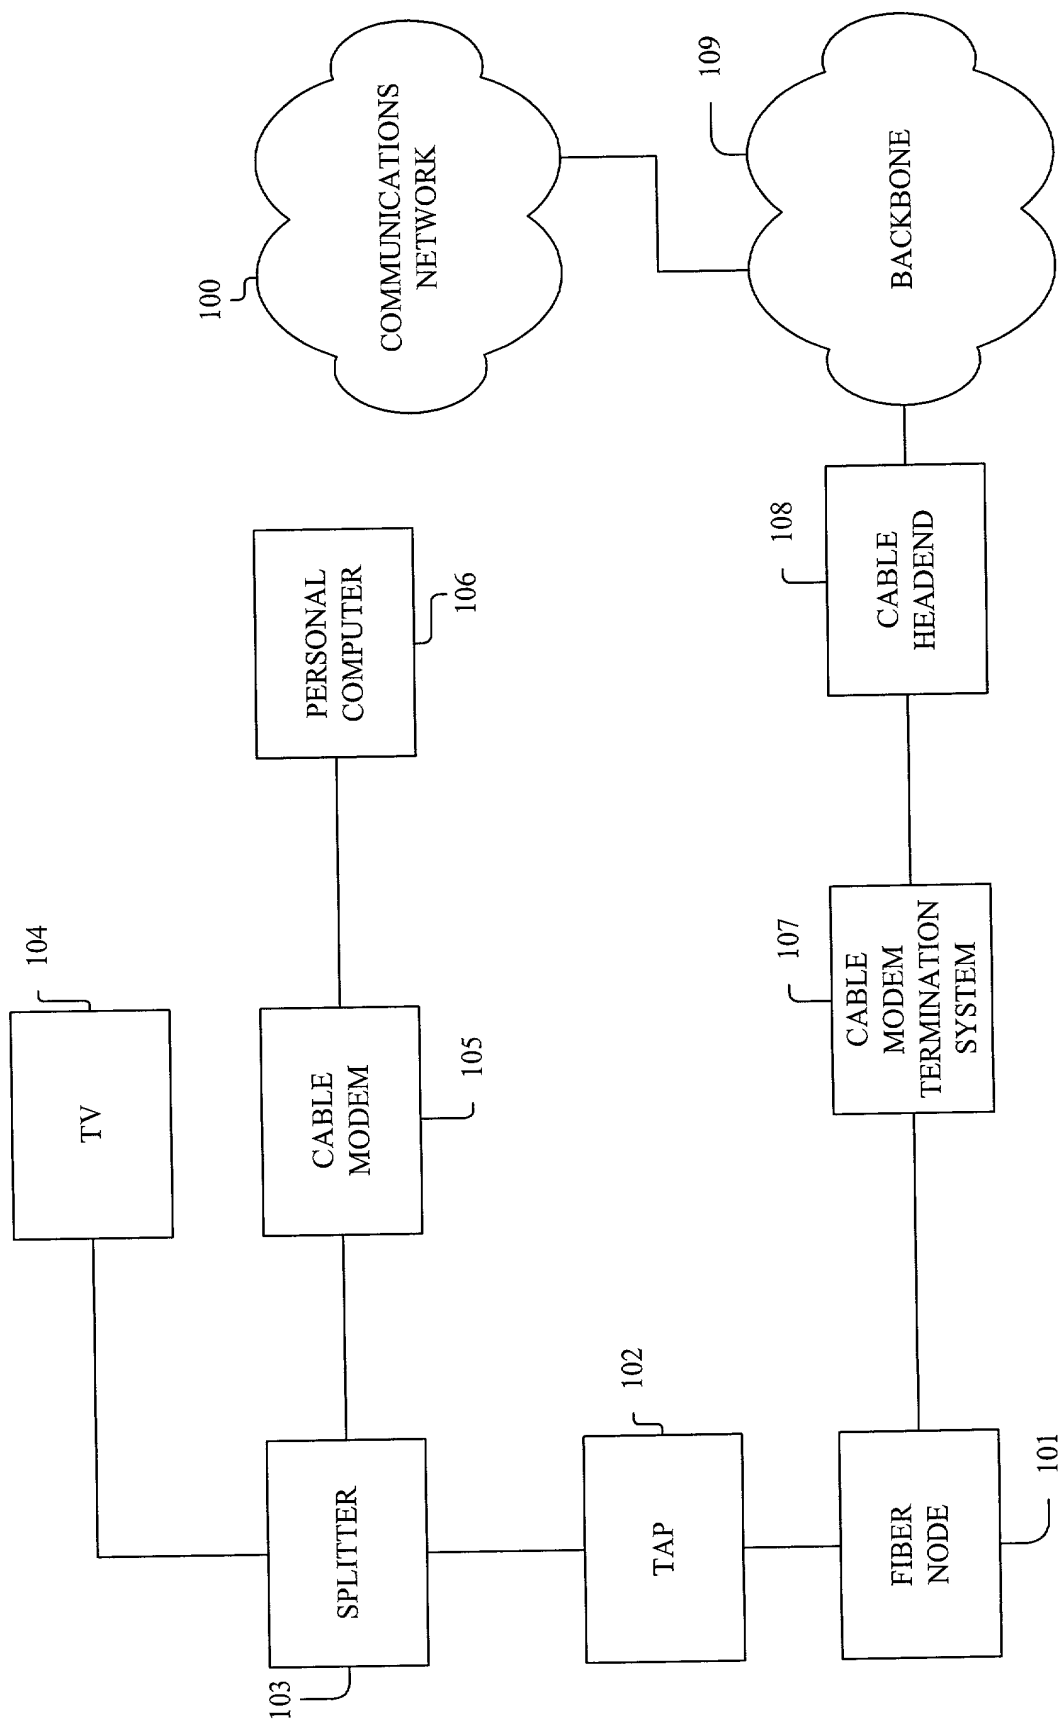 104
TV
103
SPLITTER
CABLE
MODEM
105
PERSONAL
COMPUTER
106
100
COMMUNICATIONS
NETWORK
102
TAP
101
FIBER
NODE
107
CABLE
MODEM
TERMINATION
SYSTEM
108
CABLE
HEADEND
109
BACKBONE